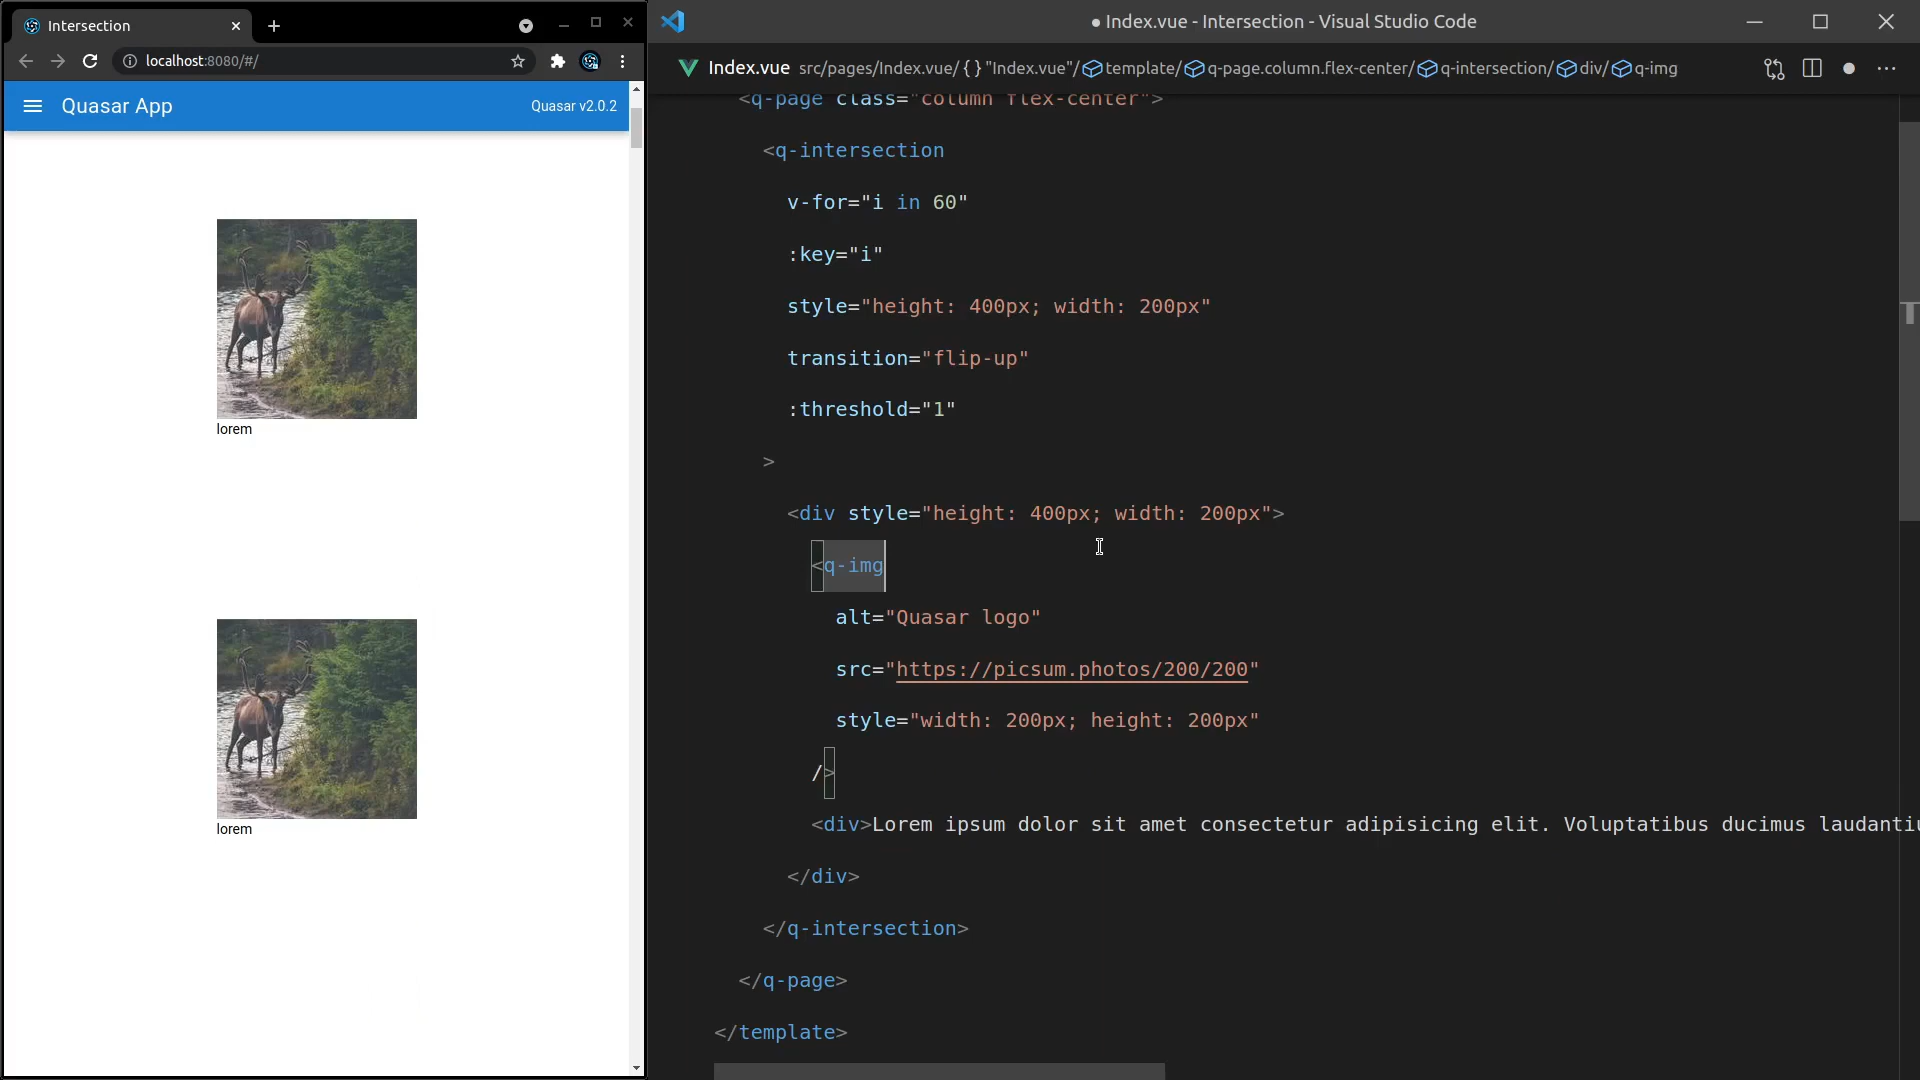 Intersection
localhost:8080/#/
Quasar App
Quasar v2.0.2
lorem
lorem
● Index.vue - Intersection - Visual Studio Code
Index.vue src/pages/Index.vue/ {} "Index.vue"/ template/ q-page.column.flex-center/ q-intersection/ div/ q-img
<q-page class="column flex-center">
<q-intersection
v-for="i in 60"
:key="i"
style="height: 400px; width: 200px"
transition="flip-up"
:threshold="1"
>
<div style="height: 400px; width: 200px">
<q-img
alt="Quasar logo"
src="https://picsum.photos/200/200"
style="width: 200px; height: 200px"
/>
<div>Lorem ipsum dolor sit amet consectetur adipisicing elit. Voluptatibus ducimus
</div>
</q-intersection>
</q-page>
</template>